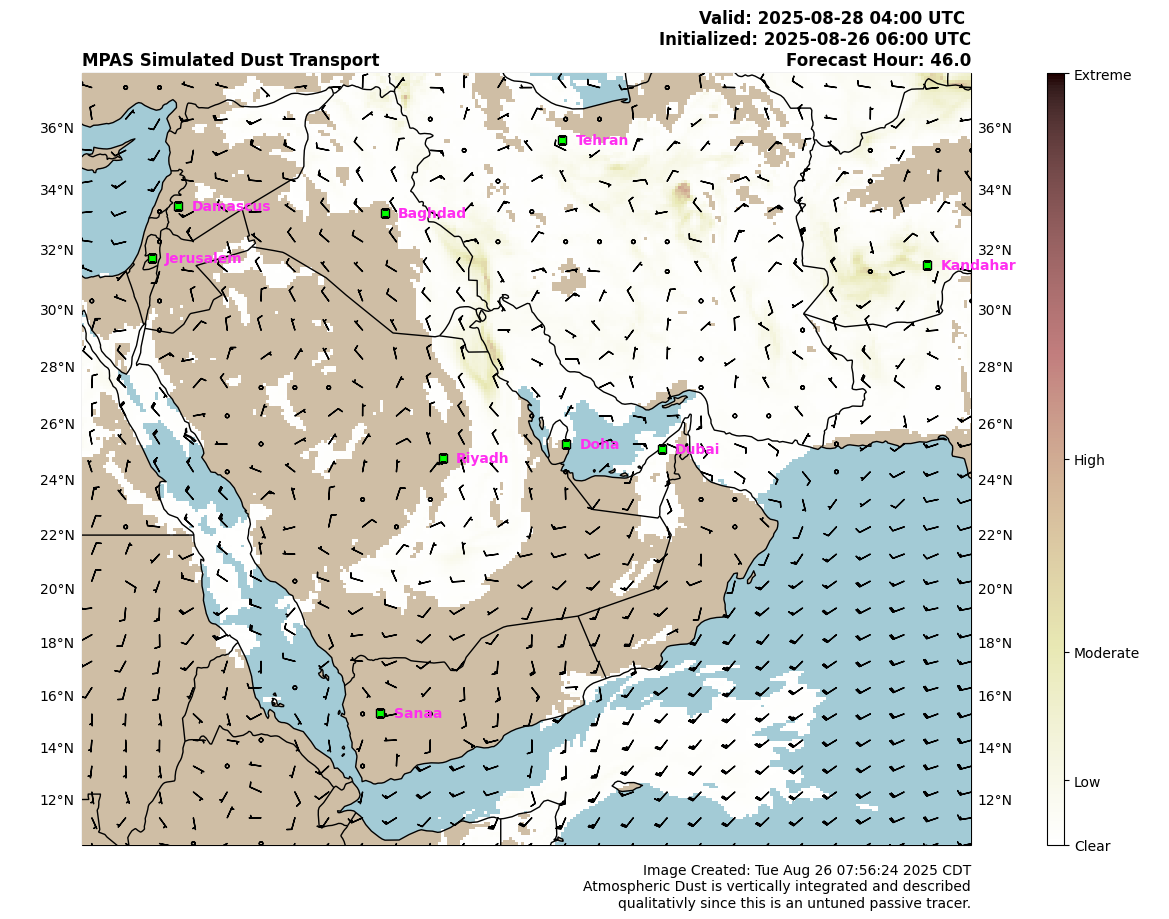 Valid: 2025-08-28 04:00 UTC
Initialized: 2025-08-26 06:00 UTC
MPAS Simulated Dust Transport
Forecast Hour: 46.0
Extreme
High
Moderate
Low
Clear
36°N
34°N
32°N
30°N
28°N
26°N
24°N
22°N
20°N
18°N
16°N
14°N
12°N
36°N
34°N
32°N
30°N
28°N
26°N
24°N
22°N
20°N
18°N
16°N
14°N
12°N
Tehran
Damascus
Baghdad
Jerusalem
Kandahar
Doha
Dubai
Riyadh
Sanaa
Image Created: Tue Aug 26 07:56:24 2025 CDT
Atmospheric Dust is vertically integrated and described
qualitativly since this is an untuned passive tracer.